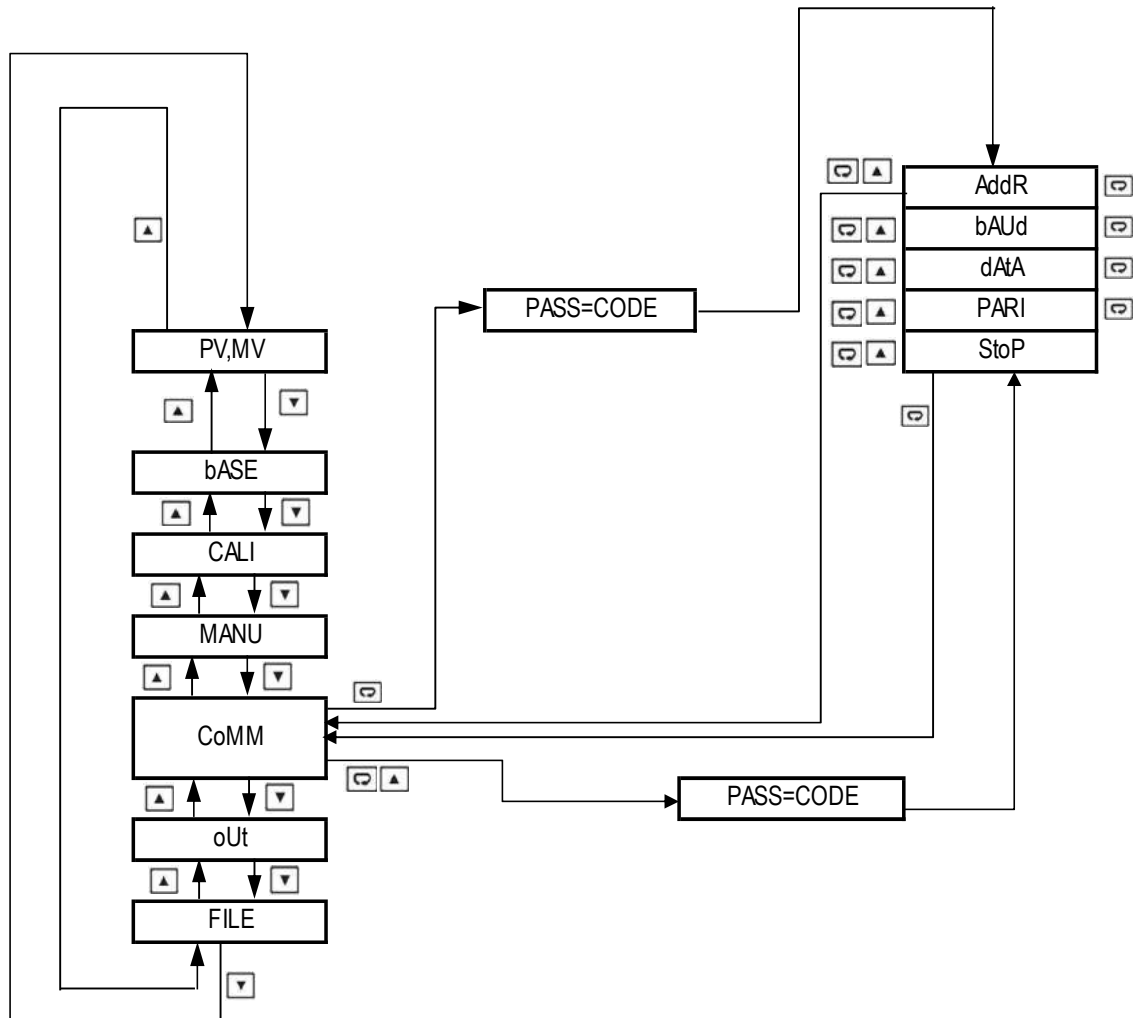 AddR
bAUd
dAtA
PARI
StoP
PASS=CODE
PV,MV
bASE
CALI
MANU
CoMM
PASS=CODE
oUt
FILE